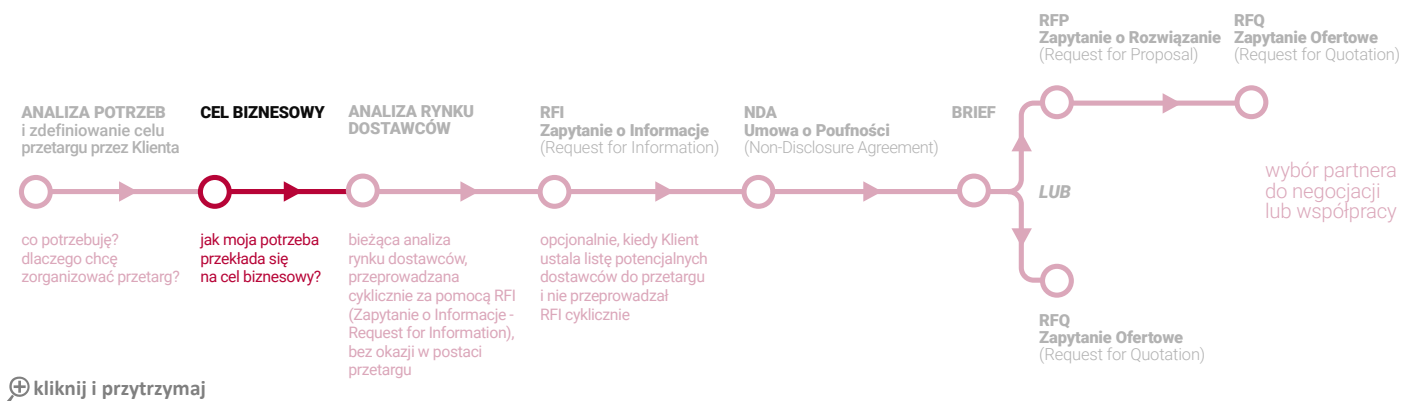 ANALIZA POTRZEB
i zdefiniowanie celu
przetargu przez Klienta
co potrzebuję?
dlaczego chcę
zorganizować przetarg?
CEL BIZNESOWY
jak moja potrzeba
przekłada się
na cel biznesowy?
ANALIZA RYNKU
DOSTAWCÓW
bieżąca analiza
rynku dostawców,
przeprowadzana
cyklicznie za pomocą RFI
(Zapytanie o Informacje -
Request for Information),
bez okazji w postaci
przetargu
RFI
Zapytanie o Informacje
(Request for Information)
opcjonalnie, kiedy Klient
ustala listę potencjalnych
dostawców do przetargu
i nie przeprowadzał
RFI cyklicznie
NDA
Umowa o Poufności
(Non-Disclosure Agreement)
BRIEF
RFP
Zapytanie o Rozwiązanie
(Request for Proposal)
RFQ
Zapytanie Ofertowe
(Request for Quotation)
LUB
wybór partnera
do negocjacji
lub współpracy
RFQ
Zapytanie Ofertowe
(Request for Quotation)
kliknij i przytrzymaj